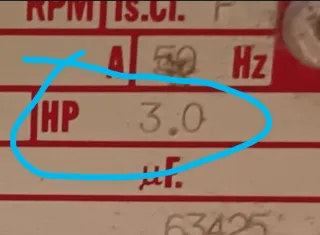 RPM Is.Cl. F
A 50 Hz
HP 3.0
µF.
63425